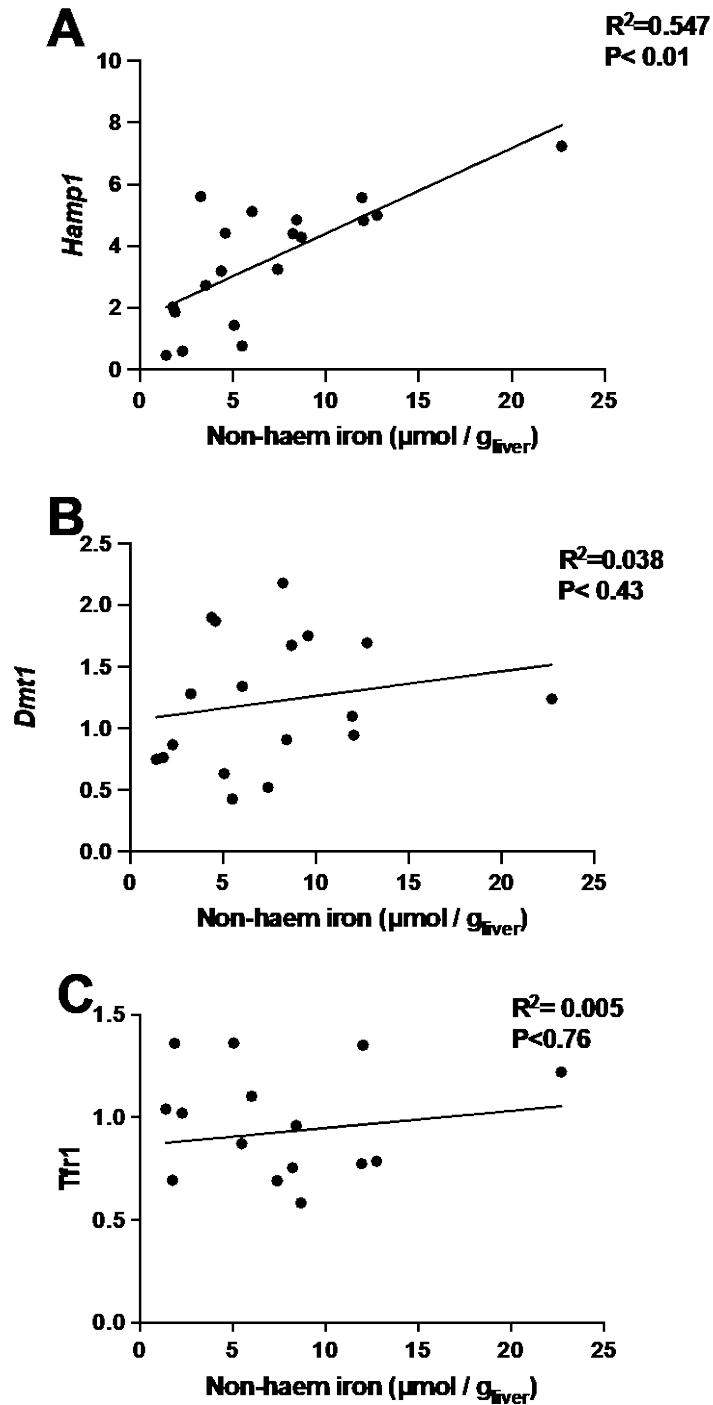 A
R²=0.547
P< 0.01
10
8
6
4
2
0
Hamp1
0 5 10 15 20 25
Non-haem iron (µmol / gliver)
B
R²=0.038
P< 0.43
2.5
2.0
1.5
1.0
0.5
0.0
Dmt1
0 5 10 15 20 25
Non-haem iron (µmol / gliver)
C
R²= 0.005
P<0.76
1.5
1.0
0.5
0.0
Tfr1
0 5 10 15 20 25
Non-haem iron (µmol / gliver)